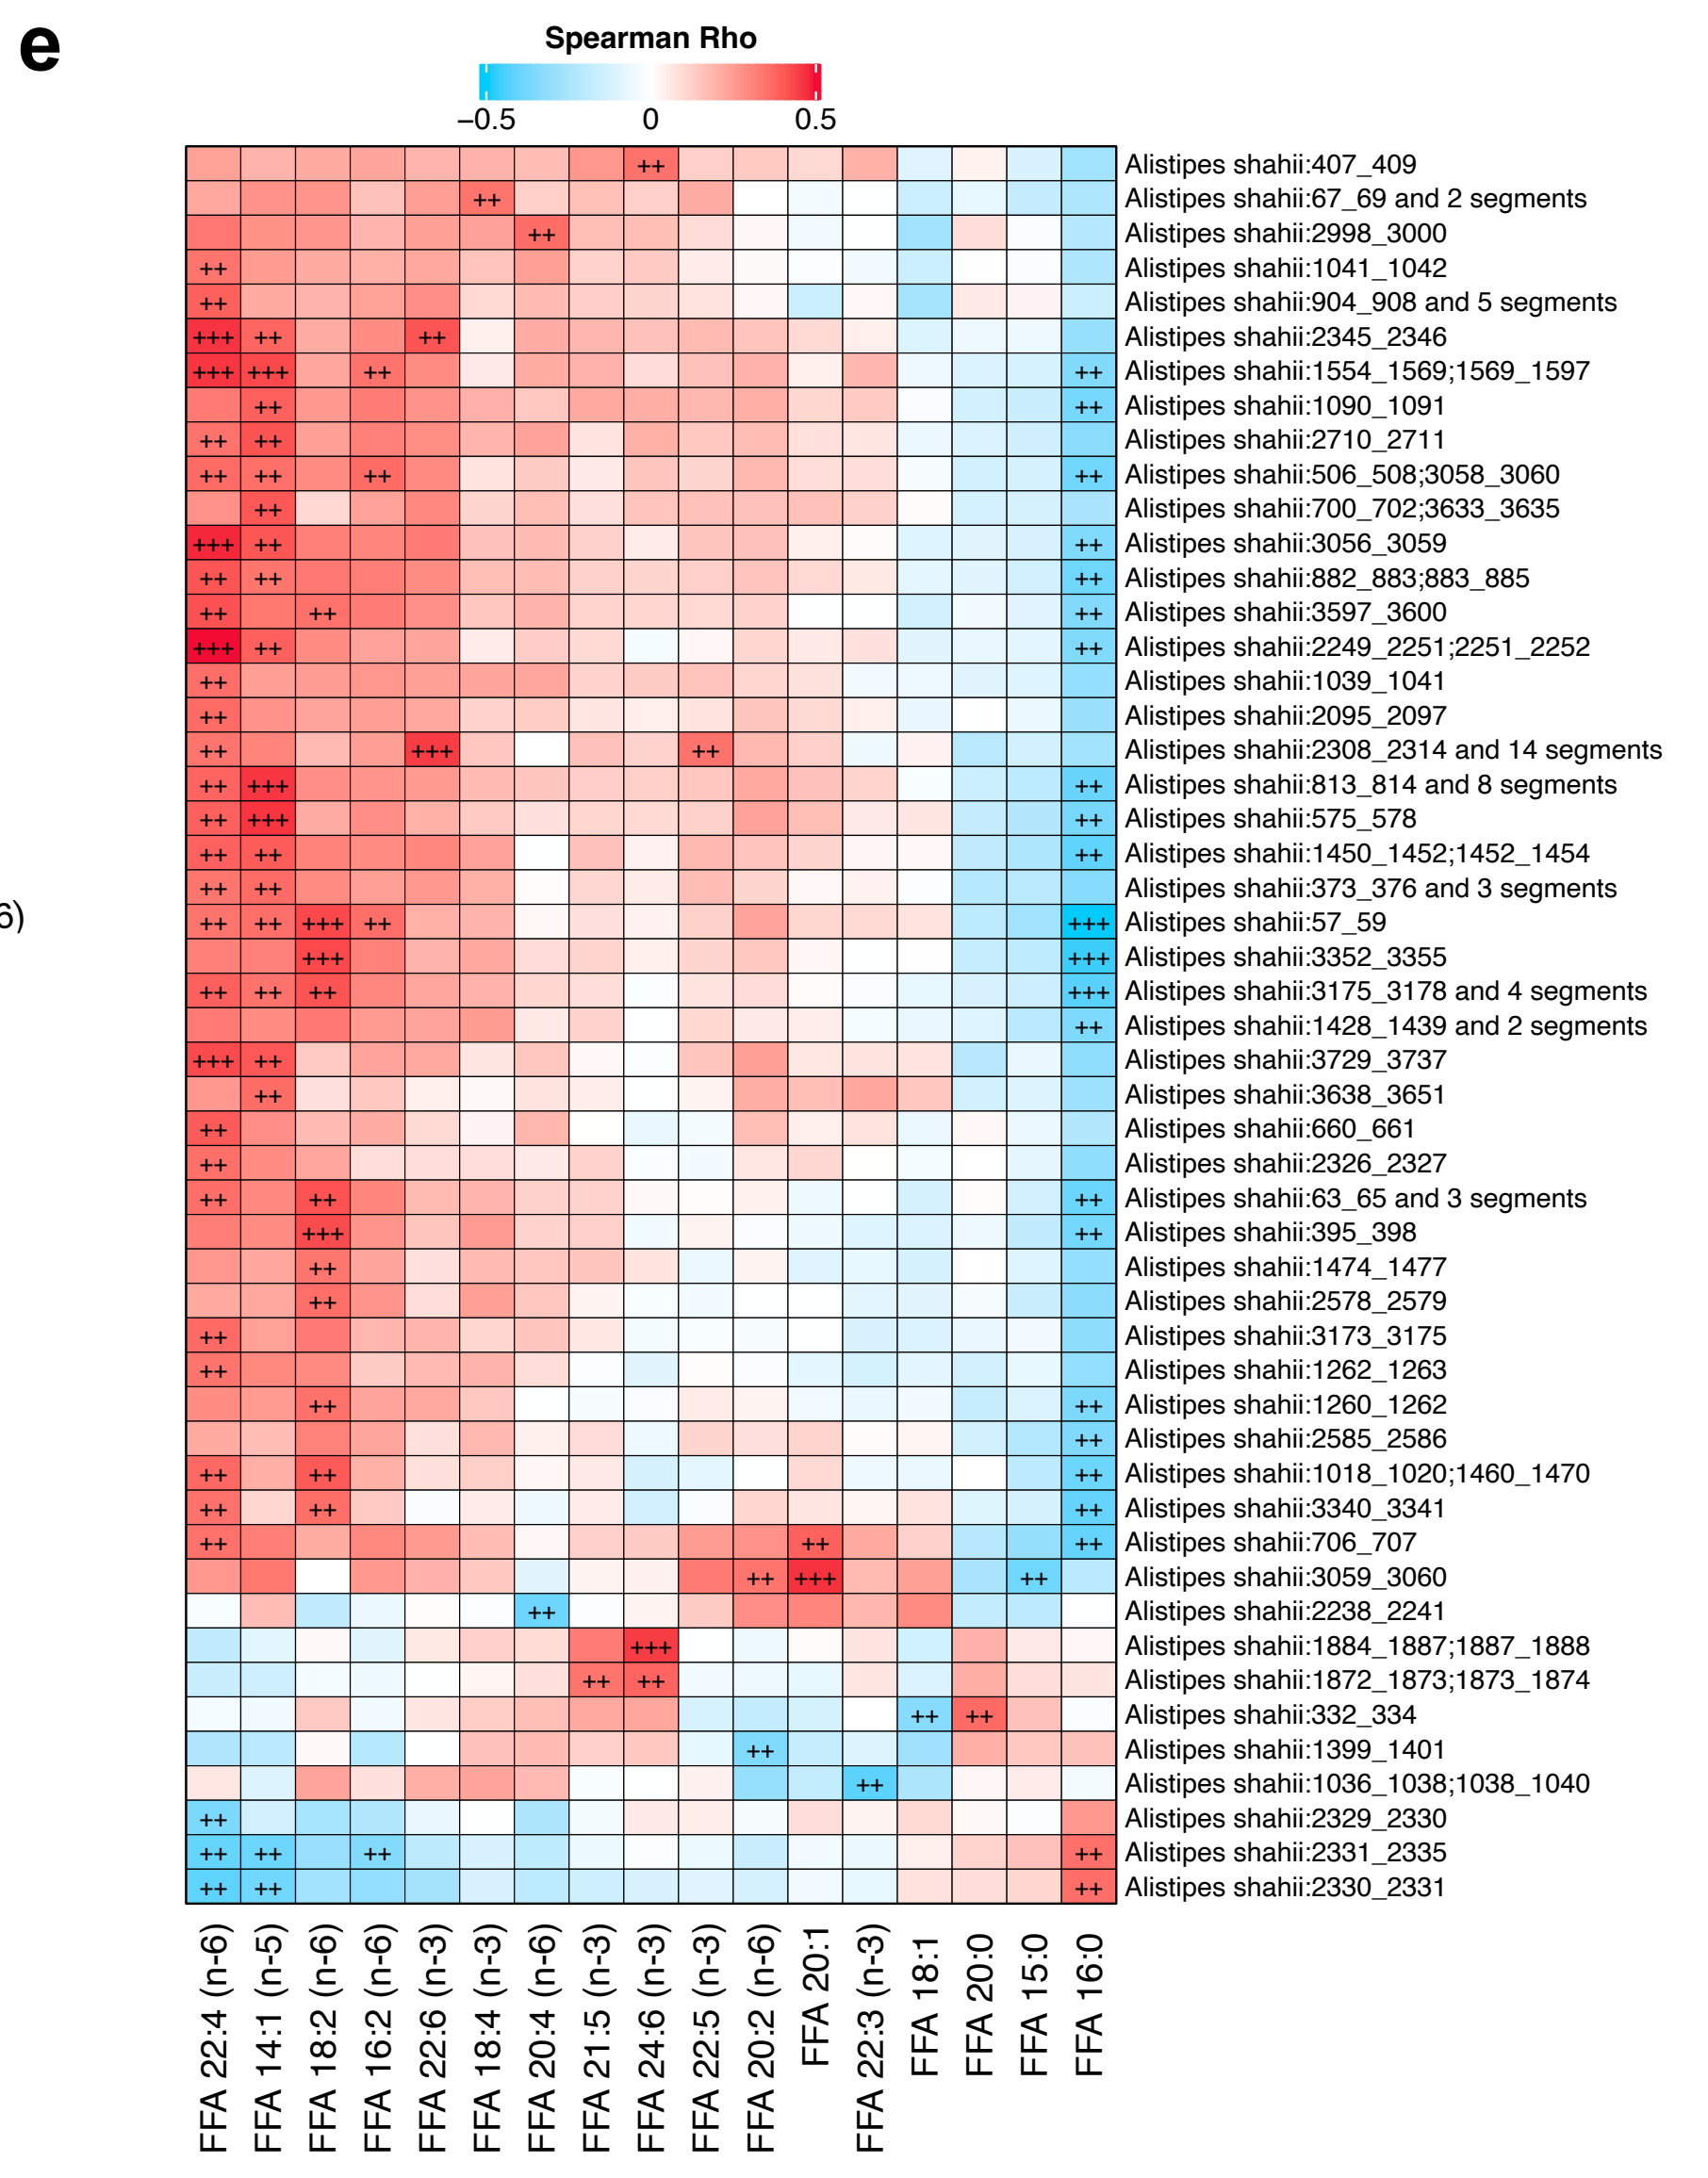 e
Spearman Rho
−0.5 0 0.5
++ Alistipes shahii:407_409
++ Alistipes shahii:67_69 and 2 segments
++ Alistipes shahii:2998_3000
++ Alistipes shahii:1041_1042
++ Alistipes shahii:904_908 and 5 segments
+++ ++ ++ Alistipes shahii:2345_2346
+++ +++ ++ ++ Alistipes shahii:1554_1569;1569_1597
++ ++ Alistipes shahii:1090_1091
++ ++ Alistipes shahii:2710_2711
++ ++ ++ ++ Alistipes shahii:506_508;3058_3060
++ Alistipes shahii:700_702;3633_3635
+++ ++ ++ Alistipes shahii:3056_3059
++ ++ ++ Alistipes shahii:882_883;883_885
++ ++ ++ Alistipes shahii:3597_3600
+++ ++ ++ Alistipes shahii:2249_2251;2251_2252
++ Alistipes shahii:1039_1041
++ Alistipes shahii:2095_2097
++ +++ ++ Alistipes shahii:2308_2314 and 14 segments
++ +++ ++ Alistipes shahii:813_814 and 8 segments
++ +++ ++ Alistipes shahii:575_578
++ ++ ++ Alistipes shahii:1450_1452;1452_1454
++ ++ Alistipes shahii:373_376 and 3 segments
6) ++ ++ +++ ++ +++ Alistipes shahii:57_59
+++ +++ Alistipes shahii:3352_3355
++ ++ ++ +++ Alistipes shahii:3175_3178 and 4 segments
++ Alistipes shahii:1428_1439 and 2 segments
+++ ++ Alistipes shahii:3729_3737
++ Alistipes shahii:3638_3651
++ Alistipes shahii:660_661
++ Alistipes shahii:2326_2327
++ ++ ++ Alistipes shahii:63_65 and 3 segments
+++ ++ Alistipes shahii:395_398
++ Alistipes shahii:1474_1477
++ Alistipes shahii:2578_2579
++ Alistipes shahii:3173_3175
++ Alistipes shahii:1262_1263
++ ++ Alistipes shahii:1260_1262
++ Alistipes shahii:2585_2586
++ ++ ++ Alistipes shahii:1018_1020;1460_1470
++ ++ ++ Alistipes shahii:3340_3341
++ ++ ++ Alistipes shahii:706_707
++ +++ ++ Alistipes shahii:3059_3060
++ Alistipes shahii:2238_2241
+++ Alistipes shahii:1884_1887;1887_1888
++ ++ Alistipes shahii:1872_1873;1873_1874
++ ++ Alistipes shahii:332_334
++ Alistipes shahii:1399_1401
++ Alistipes shahii:1036_1038;1038_1040
++ Alistipes shahii:2329_2330
++ ++ ++ ++ Alistipes shahii:2331_2335
++ ++ ++ Alistipes shahii:2330_2331
FFA 22:4 (n-6)
FFA 14:1 (n-5)
FFA 18:2 (n-6)
FFA 16:2 (n-6)
FFA 22:6 (n-3)
FFA 18:4 (n-3)
FFA 20:4 (n-6)
FFA 21:5 (n-3)
FFA 24:6 (n-3)
FFA 22:5 (n-3)
FFA 20:2 (n-6)
FFA 20:1
FFA 22:3 (n-3)
FFA 18:1
FFA 20:0
FFA 15:0
FFA 16:0